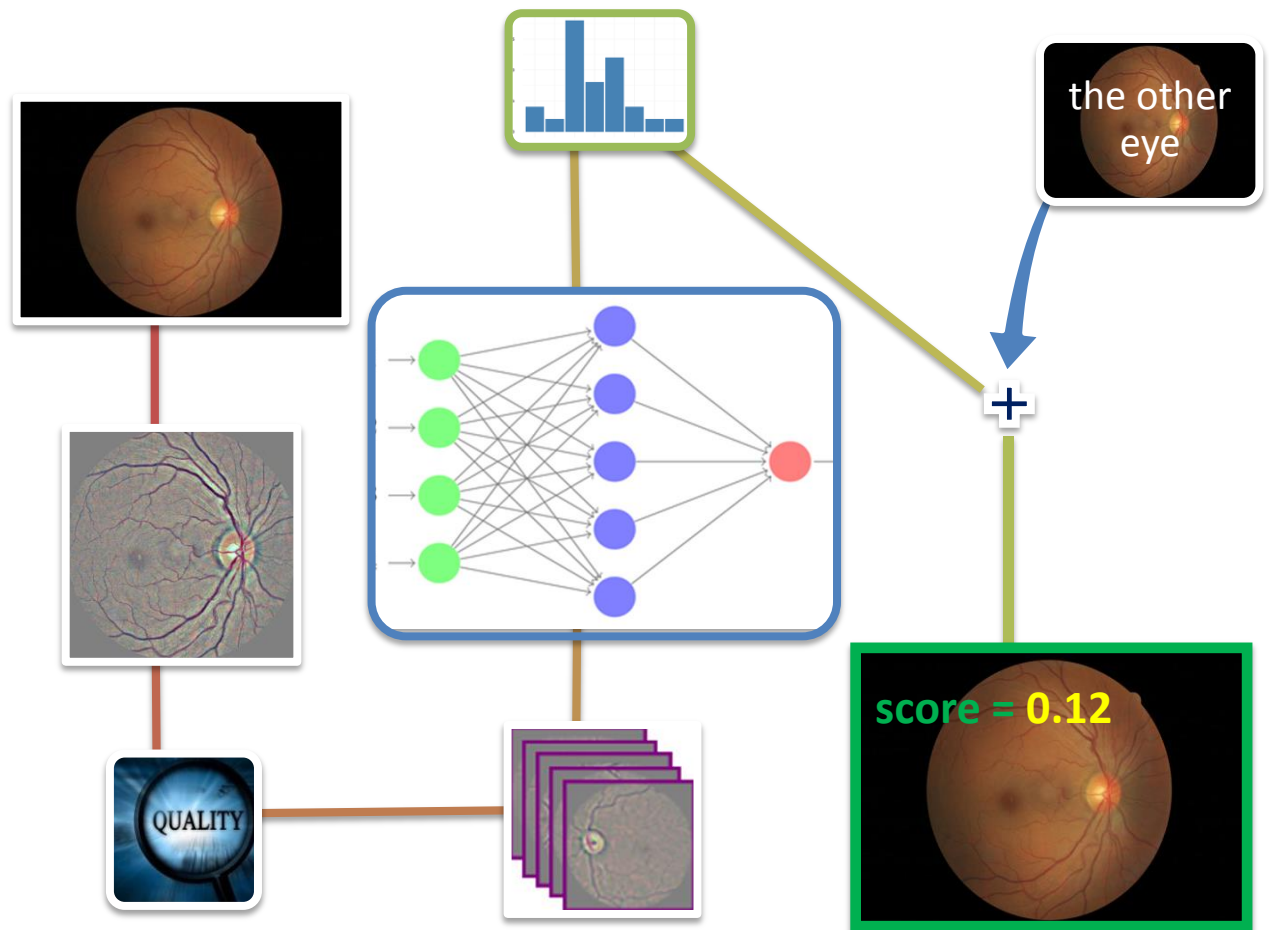 the other
eye
QUALITY
+
score = 0.12